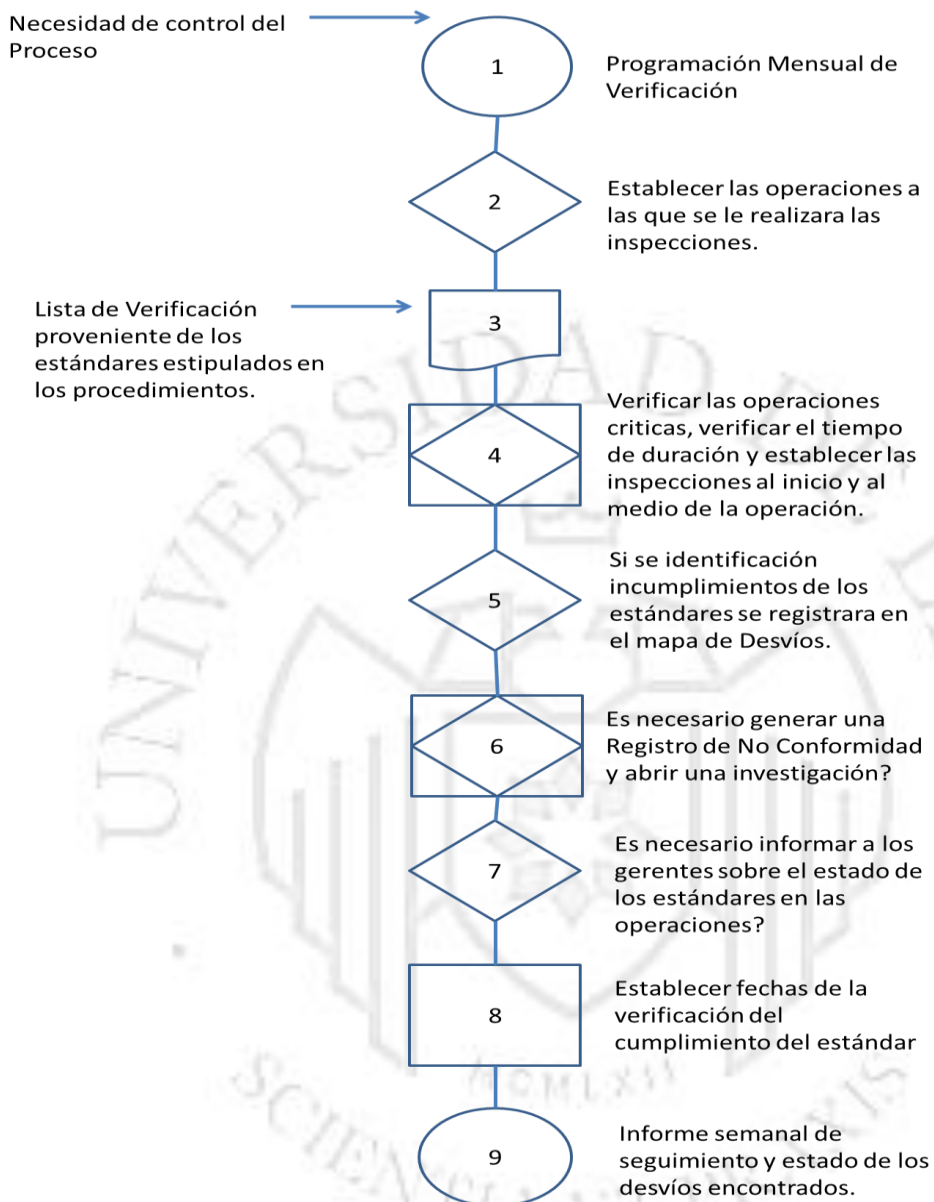 Necesidad de control del
Proceso
1
Programación Mensual de
Verificación
2
Establecer las operaciones a
las que se le realizara las
inspecciones.
Lista de Verificación
proveniente de los
estándares estipulados en
los procedimientos.
3
4
Verificar las operaciones
criticas, verificar el tiempo
de duración y establecer las
inspecciones al inicio y al
medio de la operación.
5
Si se identificación
incumplimientos de los
estándares se registrara en
el mapa de Desvíos.
6
Es necesario generar una
Registro de No Conformidad
y abrir una investigación?
7
Es necesario informar a los
gerentes sobre el estado de
los estándares en las
operaciones?
8
Establecer fechas de la
verificación del
cumplimiento del estándar
9
Informe semanal de
seguimiento y estado de los
desvíos encontrados.
UNIVERSIDAD DE
MCMLXII